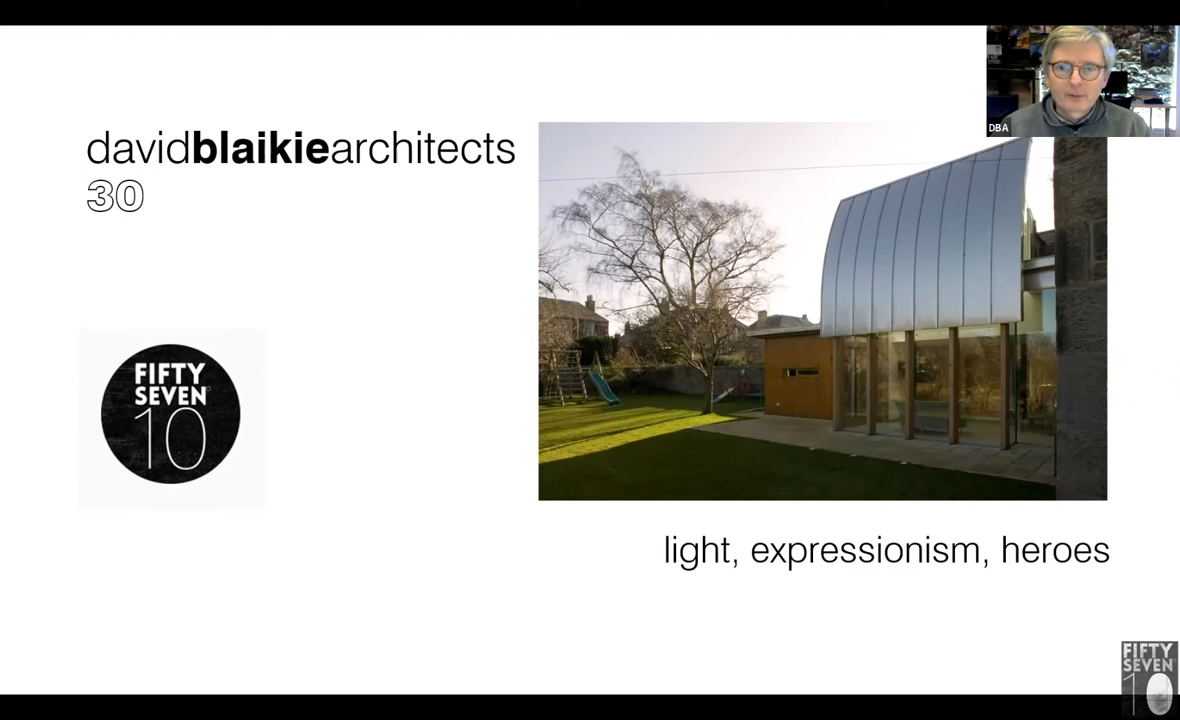 davidblaikiearchitects
30
DBA
FIFTY
SEVEN
10
light, expressionism, heroes
FIFTY
SEVEN
10